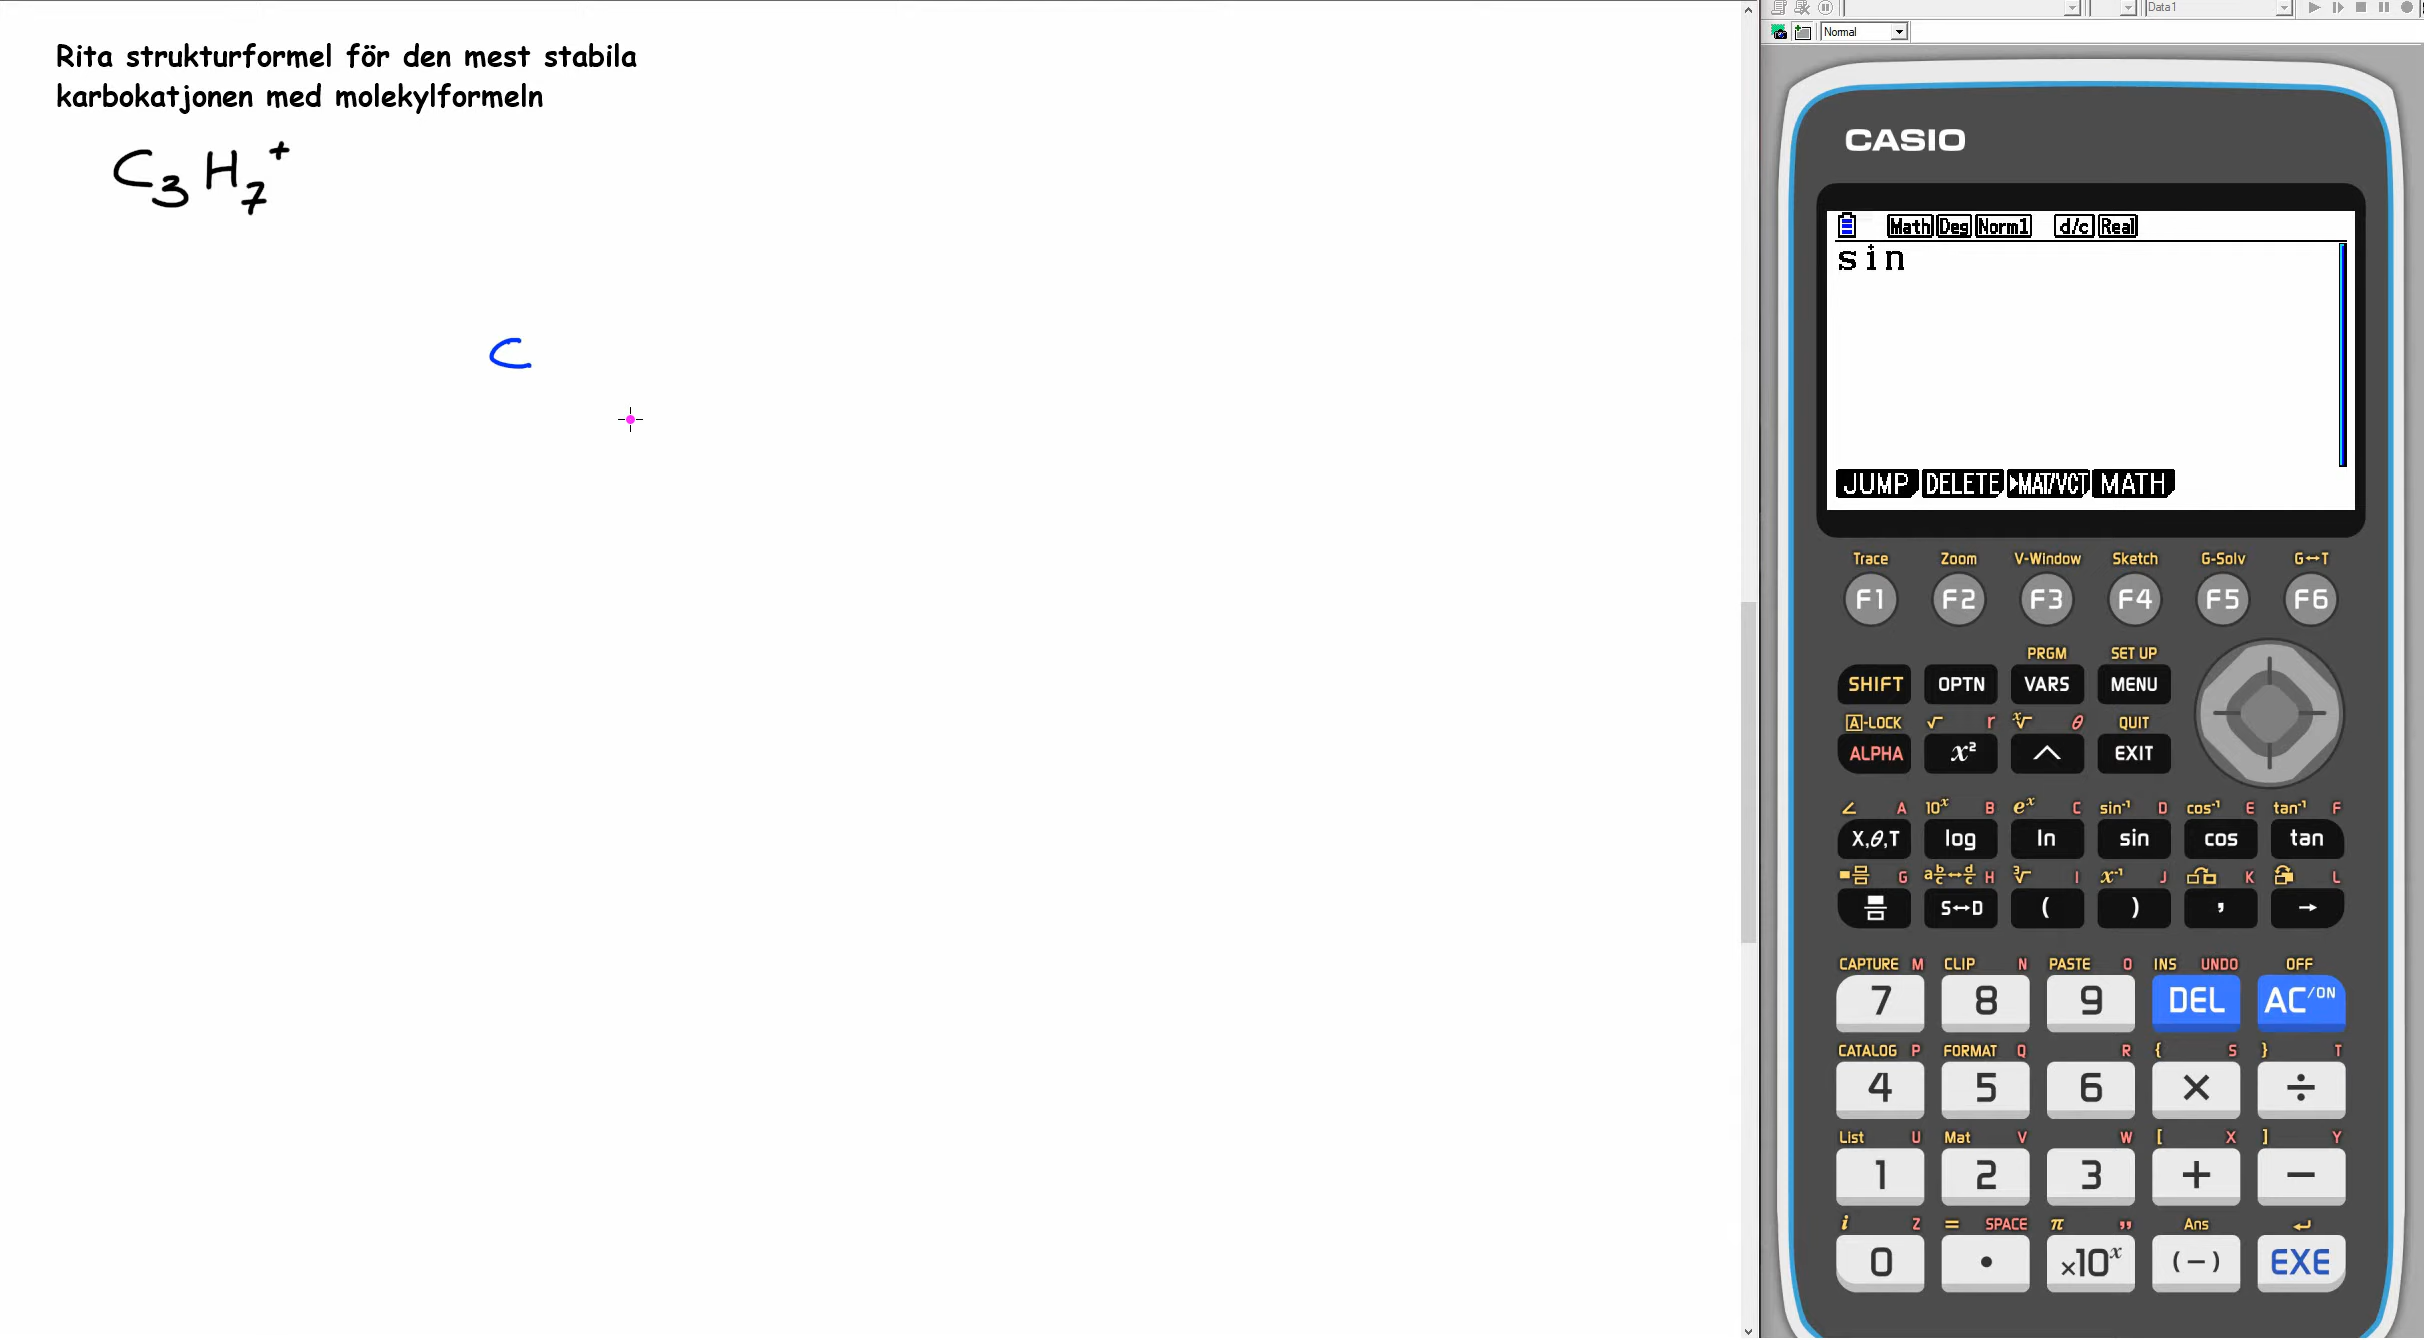 Rita strukturformel för den mest stabila
karbokatjonen med molekylformeln
C₃H₇⁺
C
Data1
Normal
CASIO
Math Deg Norm1 d/c Real
sin
JUMP DELETE ►MAT/VCT MATH
Trace Zoom V-Window Sketch G-Solv G↔T
F1 F2 F3 F4 F5 F6
PRGM SET UP
SHIFT OPTN VARS MENU
A-LOCK √ r ˣ√ θ QUIT
ALPHA x² ^ EXIT
∠ A 10ˣ B eˣ C sin⁻¹ D cos⁻¹ E tan⁻¹ F
X,θ,T log ln sin cos tan
G a b/c↔d/c H ³√ I x⁻¹ J K L
S↔D ( ) , →
CAPTURE M CLIP N PASTE O INS UNDO OFF
7 8 9 DEL AC/ON
CATALOG P FORMAT Q R { S } T
4 5 6 × ÷
List U Mat V W [ X ] Y
1 2 3 + −
i Z = SPACE π " Ans ↵
0 • ×10ˣ (−) EXE